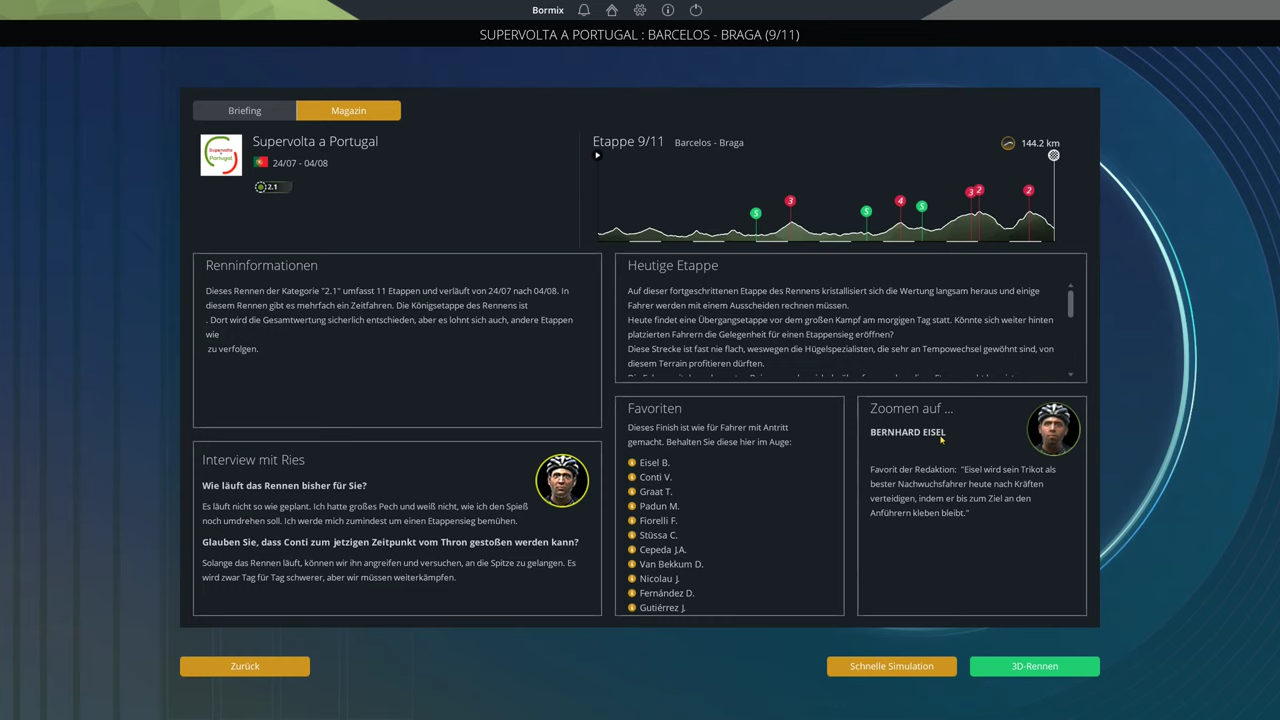 Bormix
SUPERVOLTA A PORTUGAL : BARCELOS - BRAGA (9/11)
Briefing
Magazin
Supervolta a Portugal
24/07 - 04/08
2.1
Etappe 9/11 Barcelos - Braga
144.2 km
S
3
S
4
S
3
2
2
Renninformationen
Dieses Rennen der Kategorie "2.1" umfasst 11 Etappen und verläuft von 24/07 nach 04/08. In
diesem Rennen gibt es mehrfach ein Zeitfahren. Die Königsetappe des Rennens ist
. Dort wird die Gesamtwertung sicherlich entschieden, aber es lohnt sich auch, andere Etappen
wie
zu verfolgen.
Heutige Etappe
Auf dieser fortgeschrittenen Etappe des Rennens kristallisiert sich die Wertung langsam heraus und einige
Fahrer werden mit einem Ausscheiden rechnen müssen.
Heute findet eine Übergangsetappe vor dem großen Kampf am morgigen Tag statt. Könnte sich weiter hinten
platzierten Fahrern die Gelegenheit für einen Etappensieg eröffnen?
Diese Strecke ist fast nie flach, weswegen die Hügelspezialisten, die sehr an Tempowechsel gewöhnt sind, von
diesem Terrain profitieren dürften.
Interview mit Ries
Wie läuft das Rennen bisher für Sie?
Es läuft nicht so wie geplant. Ich hatte großes Pech und weiß nicht, wie ich den Spieß
noch umdrehen soll. Ich werde mich zumindest um einen Etappensieg bemühen.
Glauben Sie, dass Conti zum jetzigen Zeitpunkt vom Thron gestoßen werden kann?
Solange das Rennen läuft, können wir ihn angreifen und versuchen, an die Spitze zu gelangen. Es
wird zwar Tag für Tag schwerer, aber wir müssen weiterkämpfen.
Favoriten
Dieses Finish ist wie für Fahrer mit Antritt
gemacht. Behalten Sie diese hier im Auge:
Eisel B.
Conti V.
Graat T.
Padun M.
Fiorelli F.
Stüssa C.
Cepeda J.A.
Van Bekkum D.
Nicolau J.
Fernández D.
Gutiérrez J.
Zoomen auf ...
BERNHARD EISEL
Favorit der Redaktion: "Eisel wird sein Trikot als
bester Nachwuchsfahrer heute nach Kräften
verteidigen, indem er bis zum Ziel an den
Anführern kleben bleibt."
Zurück
Schnelle Simulation
3D-Rennen